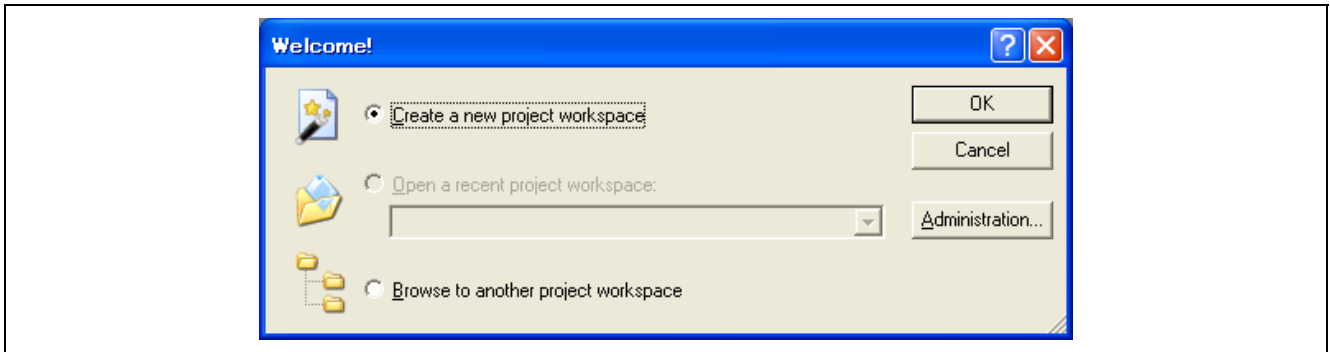 Welcome!
Create a new project workspace
OK
Cancel
Open a recent project workspace:
Administration...
Browse to another project workspace